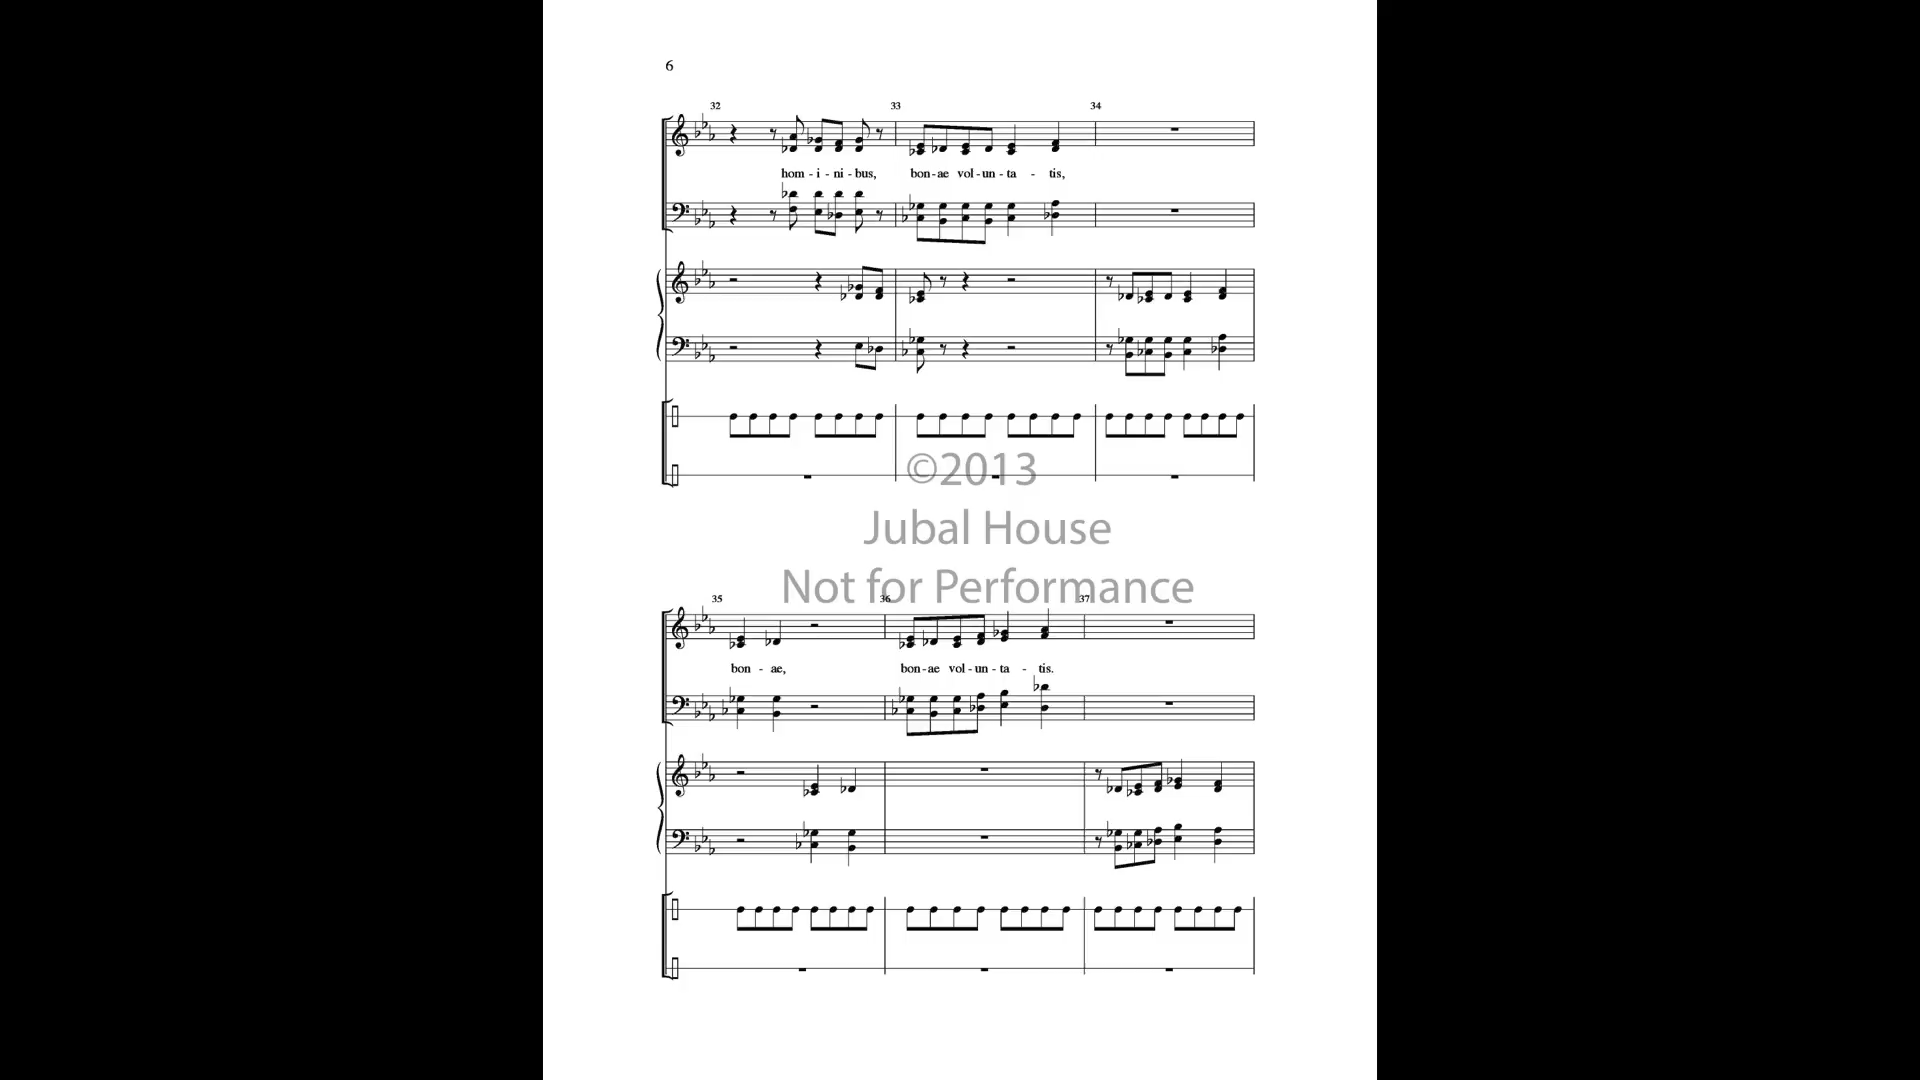 6
32 33 34
hom - i - ni - bus, bon - ae vol - un - ta - tis,
©2013
Jubal House
Not for Performance
35 36 37
bon - ae, bon - ae vol - un - ta - tis.